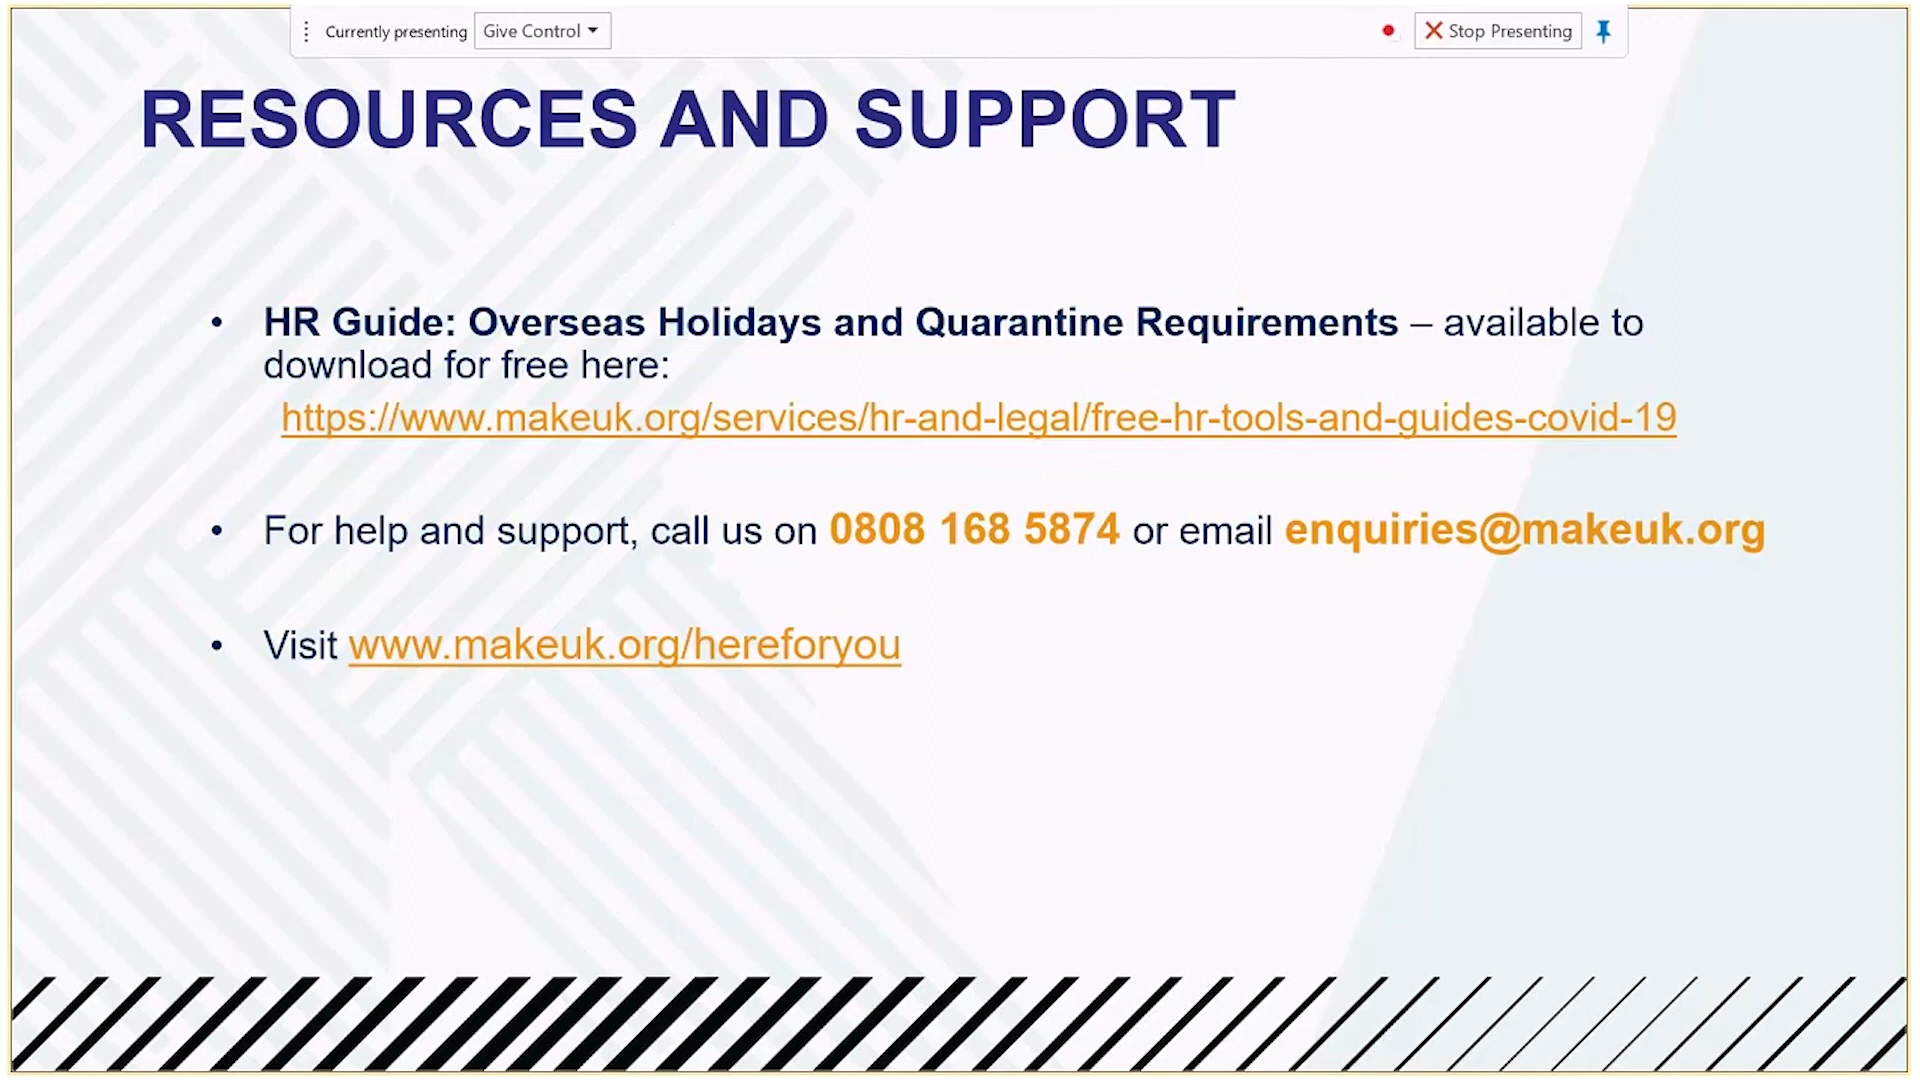 Currently presenting Give Control Stop Presenting
RESOURCES AND SUPPORT
• HR Guide: Overseas Holidays and Quarantine Requirements – available to
download for free here:
https://www.makeuk.org/services/hr-and-legal/free-hr-tools-and-guides-covid-19
• For help and support, call us on 0808 168 5874 or email enquiries@makeuk.org
• Visit www.makeuk.org/hereforyou